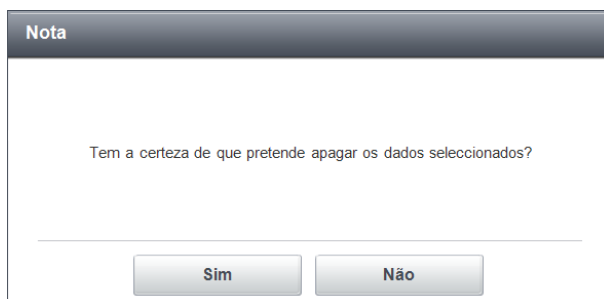 Nota
Tem a certeza de que pretende apagar os dados seleccionados?
Sim Não